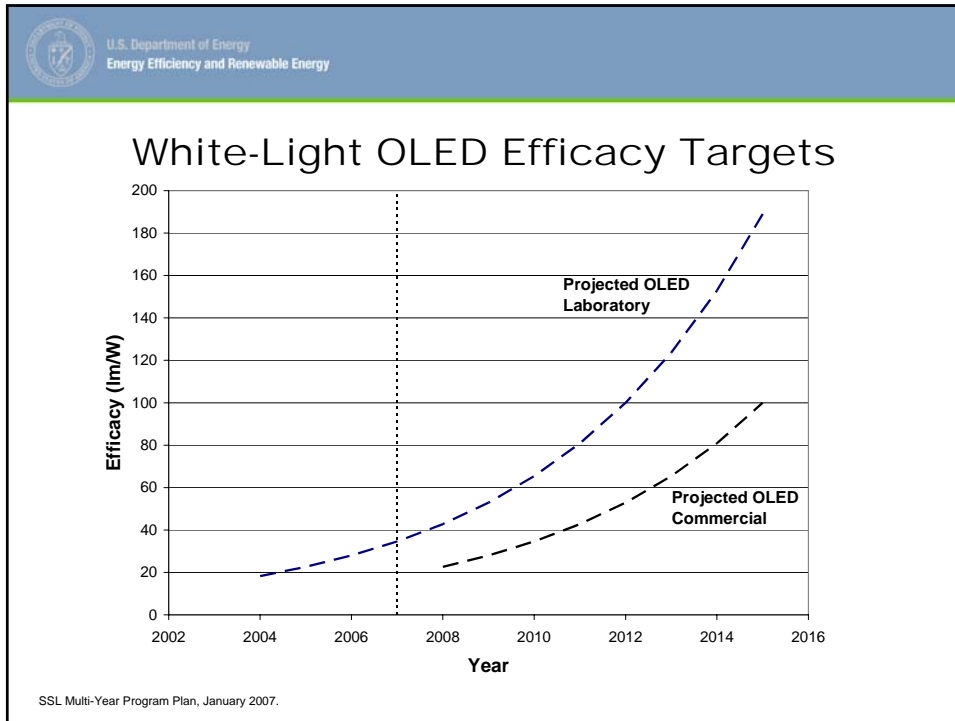 U.S. Department of Energy
Energy Efficiency and Renewable Energy
White-Light OLED Efficacy Targets
200
180
160
140
120
100
80
60
40
20
0
Efficacy (lm/W)
Projected OLED
Laboratory
Projected OLED
Commercial
2002 2004 2006 2008 2010 2012 2014 2016
Year
SSL Multi-Year Program Plan, January 2007.